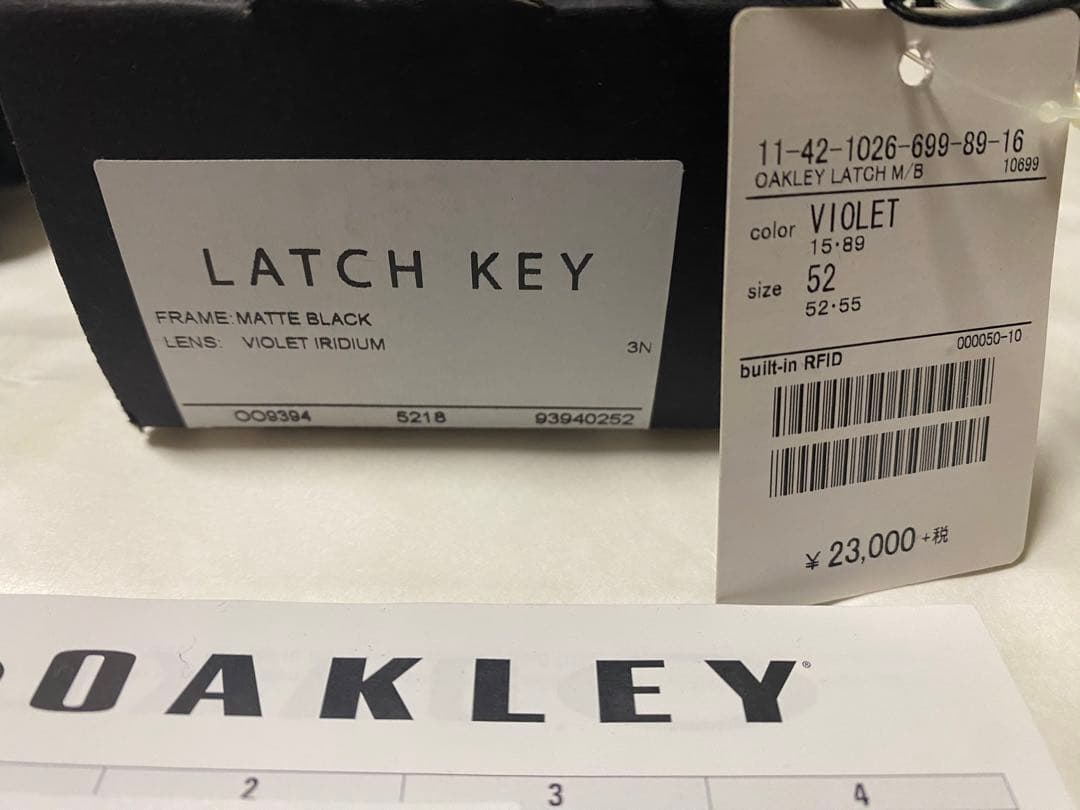 LATCH KEY
FRAME: MATTE BLACK
LENS: VIOLET IRIDIUM 3N
OO9394 5218 93940252
11-42-1026-699-89-16
OAKLEY LATCH M/B 10699
color VIOLET
15・89
size 52
52・55
000050-10
built-in RFID
¥23,000+税
OAKLEY®
2 3 4